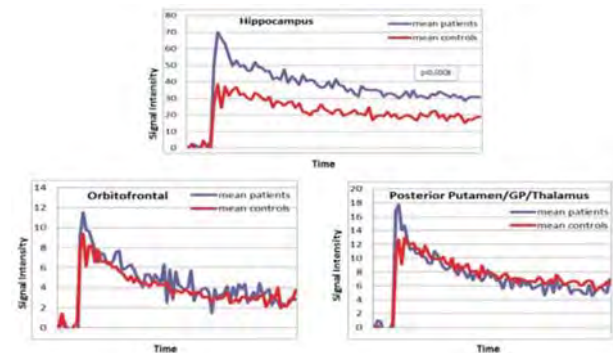 Hippocampus
mean patients
mean controls
Signal Intensity
80
70
60
50
40
30
20
10
0
Time
Orbitofrontal
mean patients
mean controls
Signal Intensity
14
12
10
8
6
4
2
0
Time
Posterior Putamen/GP/Thalamus
mean patients
mean controls
Signal Intensity
20
18
16
14
12
10
8
6
4
2
0
Time